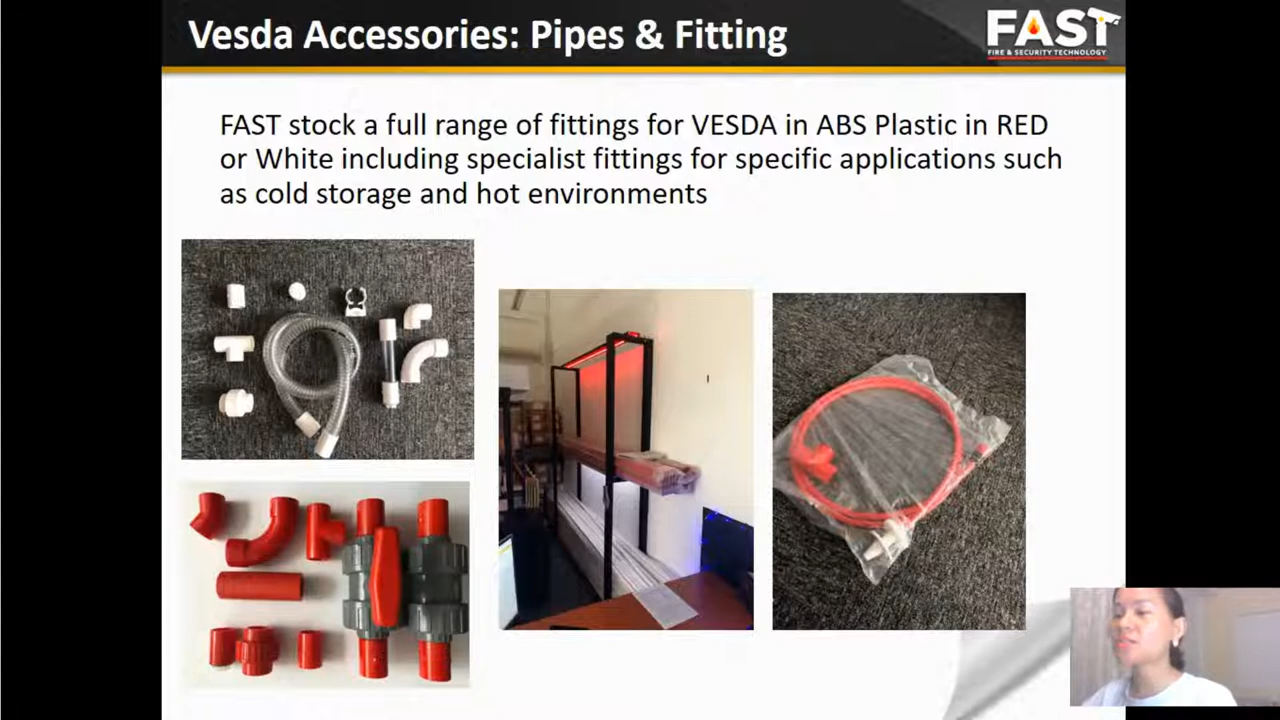 Vesda Accessories: Pipes & Fitting
FAST
FIRE & SECURITY TECHNOLOGY
FAST stock a full range of fittings for VESDA in ABS Plastic in RED
or White including specialist fittings for specific applications such
as cold storage and hot environments